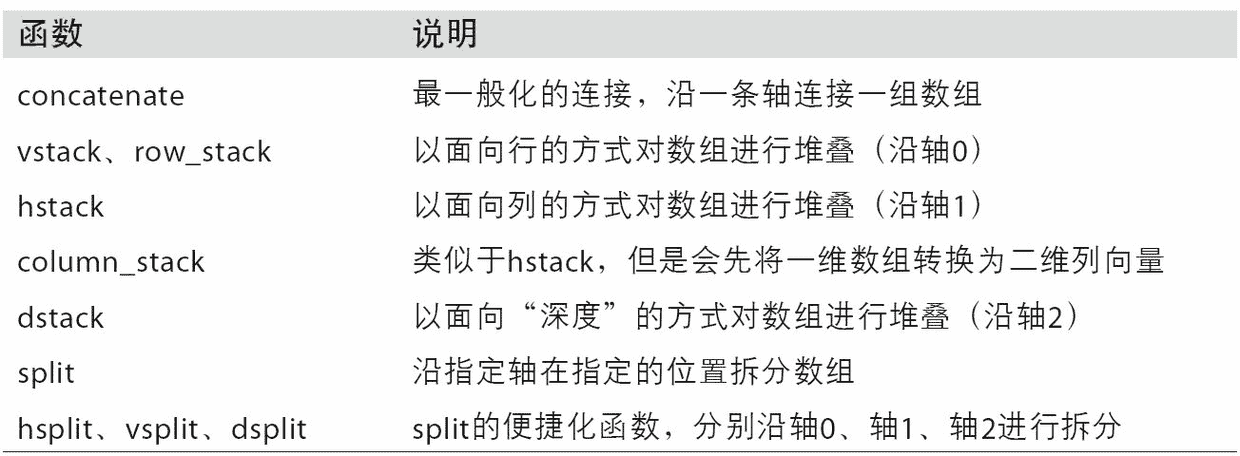 函数 说明
concatenate 最一般化的连接，沿一条轴连接一组数组
vstack、row_stack 以面向行的方式对数组进行堆叠（沿轴0）
hstack 以面向列的方式对数组进行堆叠（沿轴1）
column_stack 类似于hstack，但是会先将一维数组转换为二维列向量
dstack 以面向“深度”的方式对数组进行堆叠（沿轴2）
split 沿指定轴在指定的位置拆分数组
hsplit、vsplit、dsplit split的便捷化函数，分别沿轴0、轴1、轴2进行拆分